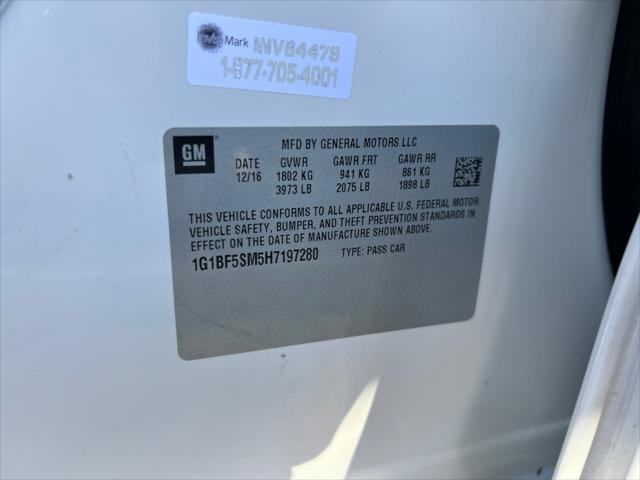 Mark INV84478
1-877-705-4001
GM
MFD BY GENERAL MOTORS LLC
DATE GVWR GAWR FRT GAWR RR
12/16 1802 KG 941 KG 861 KG
3973 LB 2075 LB 1898 LB
THIS VEHICLE CONFORMS TO ALL APPLICABLE U.S. FEDERAL MOTOR
VEHICLE SAFETY, BUMPER, AND THEFT PREVENTION STANDARDS IN
EFFECT ON THE DATE OF MANUFACTURE SHOWN ABOVE.
1G1BF5SM5H7197280 TYPE: PASS CAR